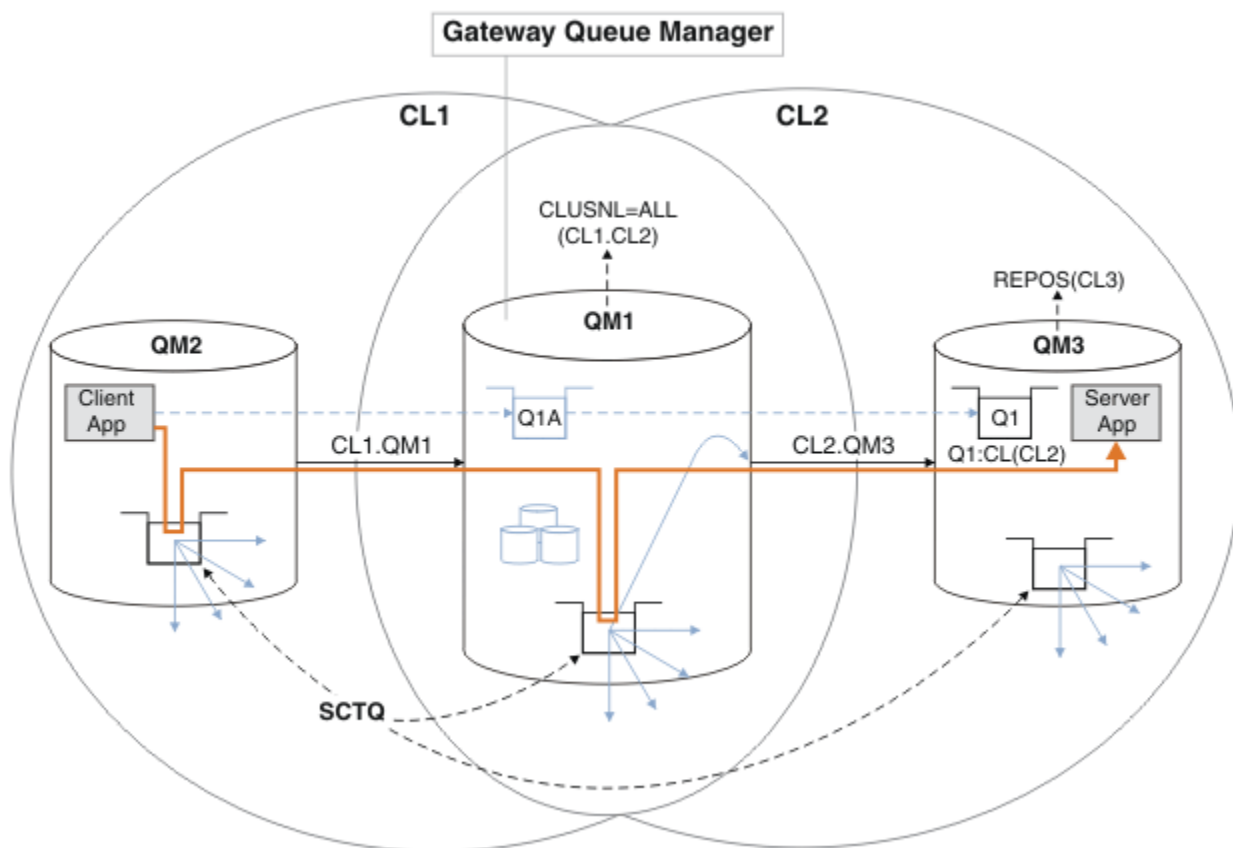 Gateway Queue Manager
CL1
CL2
CLUSNL=ALL
(CL1.CL2)
REPOS(CL3)
QM2
QM1
QM3
Client
App
Q1A
Q1
Server
App
CL1.QM1
CL2.QM3
Q1:CL(CL2)
SCTQ